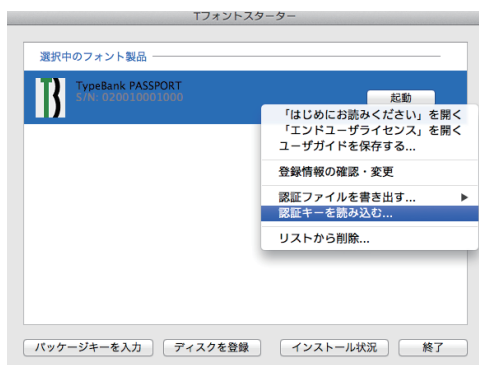 Tフォントスターター
選択中のフォント製品
TypeBank PASSPORT
S/N: 020010001000
起動
「はじめにお読みください」を開く
「エンドユーザライセンス」を開く
ユーザガイドを保存する...
登録情報の確認・変更
認証ファイルを書き出す...
認証キーを読み込む...
リストから削除...
パッケージキーを入力 ディスクを登録 インストール状況 終了